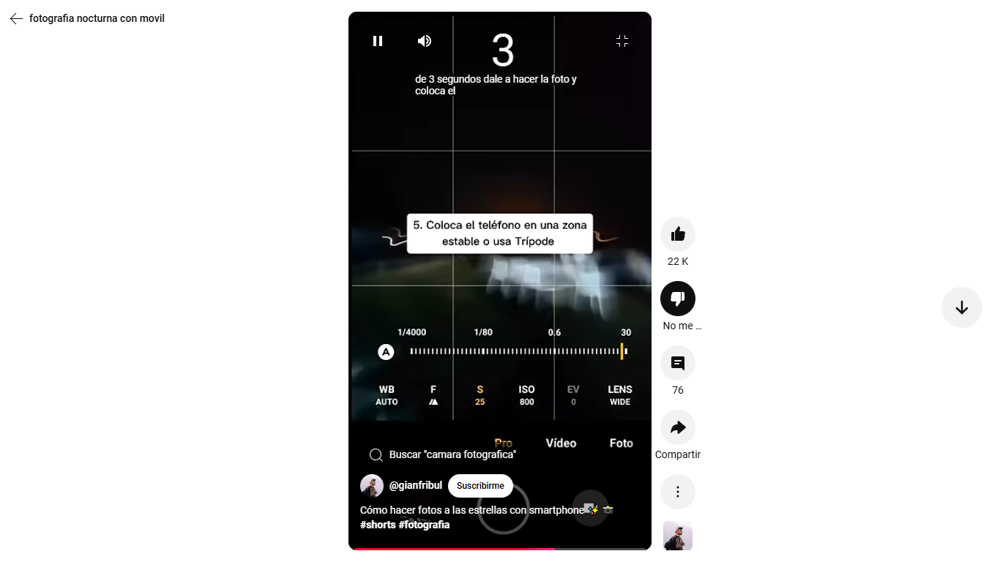 fotografia nocturna con movil
3
de 3 segundos dale a hacer la foto y
coloca el
5. Coloca el teléfono en una zona
estable o usa Trípode
1/4000 1/80 0.6 30
A
WB F S ISO EV LENS
AUTO 25 800 0 WIDE
Pro Vídeo Foto
Buscar "camara fotografica"
@gianfribul Suscribirme
Cómo hacer fotos a las estrellas con smartphone
#shorts #fotografia
22 K
No me ...
76
Compartir